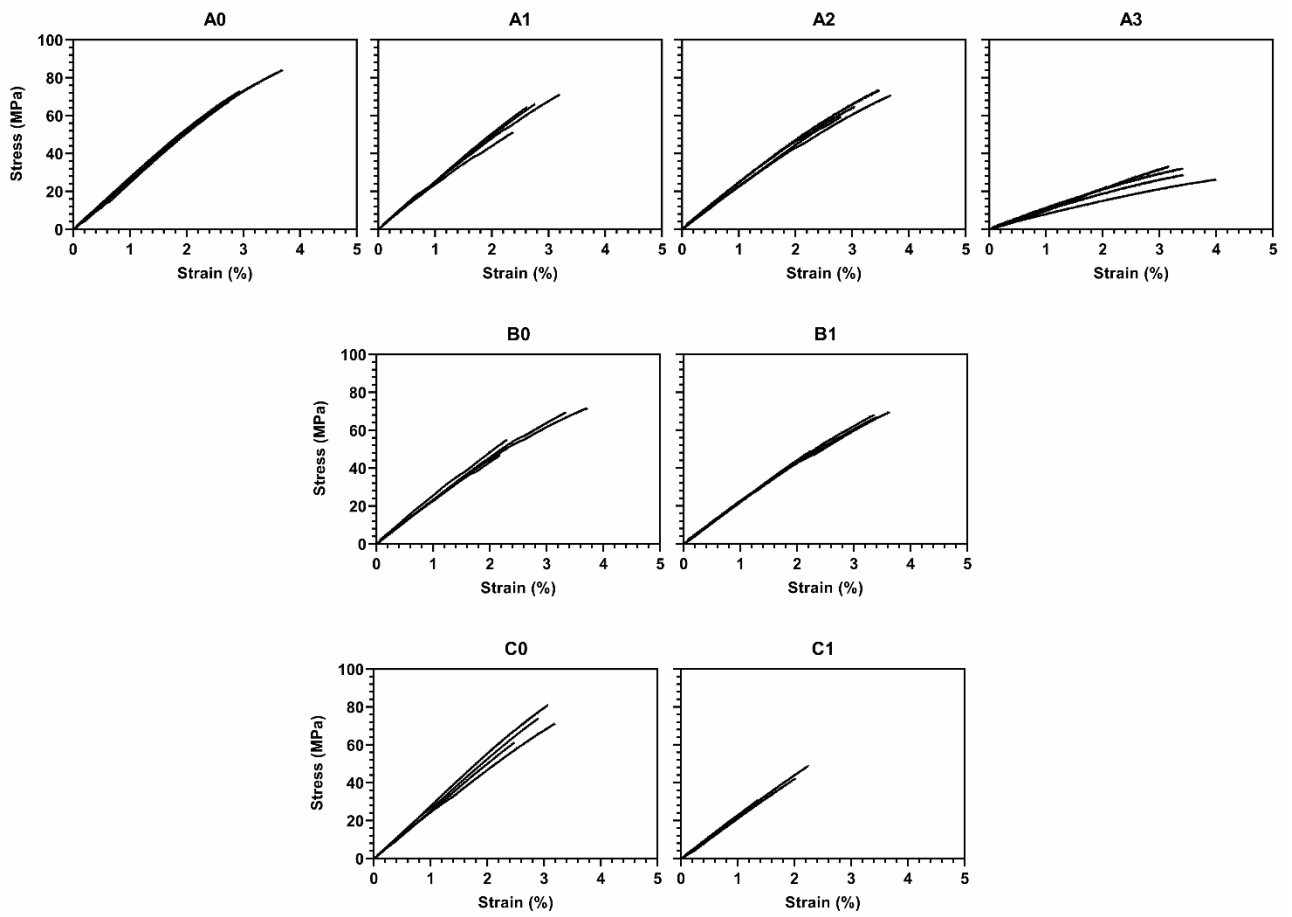 A0 A1 A2 A3
100
80
60
40
20
0
Stress (MPa)
0 1 2 3 4 5 0 1 2 3 4 5 0 1 2 3 4 5 0 1 2 3 4 5
Strain (%) Strain (%) Strain (%) Strain (%)
B0 B1
100
80
60
40
20
0
Stress (MPa)
0 1 2 3 4 5 0 1 2 3 4 5
Strain (%) Strain (%)
C0 C1
100
80
60
40
20
0
Stress (MPa)
0 1 2 3 4 5 0 1 2 3 4 5
Strain (%) Strain (%)